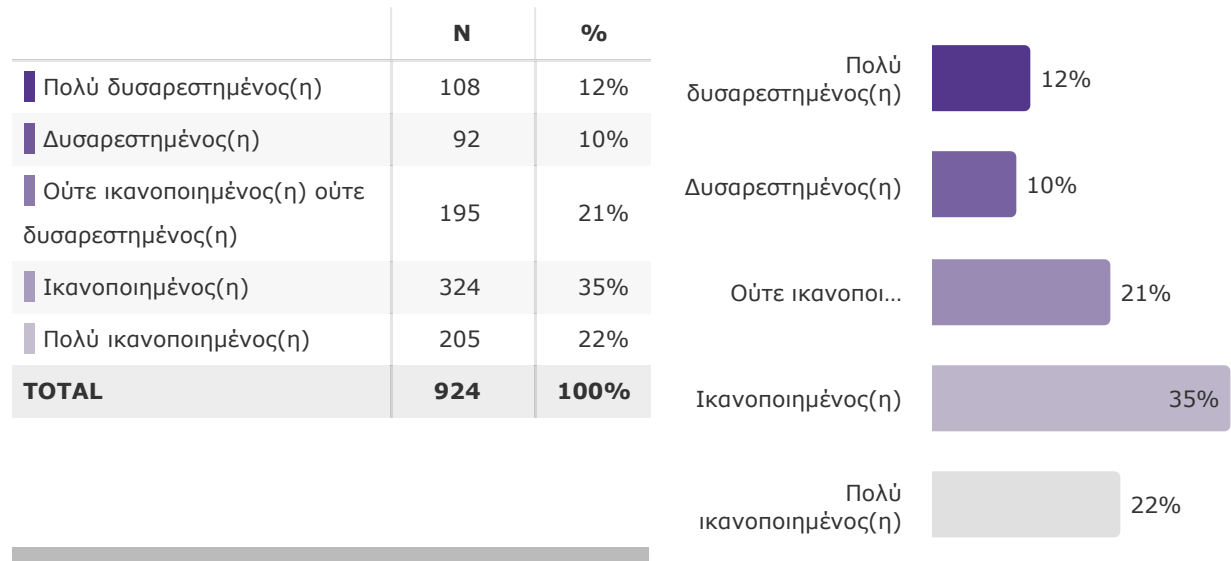 N %
Πολύ δυσαρεστημένος(η) 108 12%
Δυσαρεστημένος(η) 92 10%
Ούτε ικανοποιημένος(η) ούτε
δυσαρεστημένος(η) 195 21%
Ικανοποιημένος(η) 324 35%
Πολύ ικανοποιημένος(η) 205 22%
TOTAL 924 100%
Πολύ
δυσαρεστημένος(η) 12%
Δυσαρεστημένος(η) 10%
Ούτε ικανοποι... 21%
Ικανοποιημένος(η) 35%
Πολύ
ικανοποιημένος(η) 22%